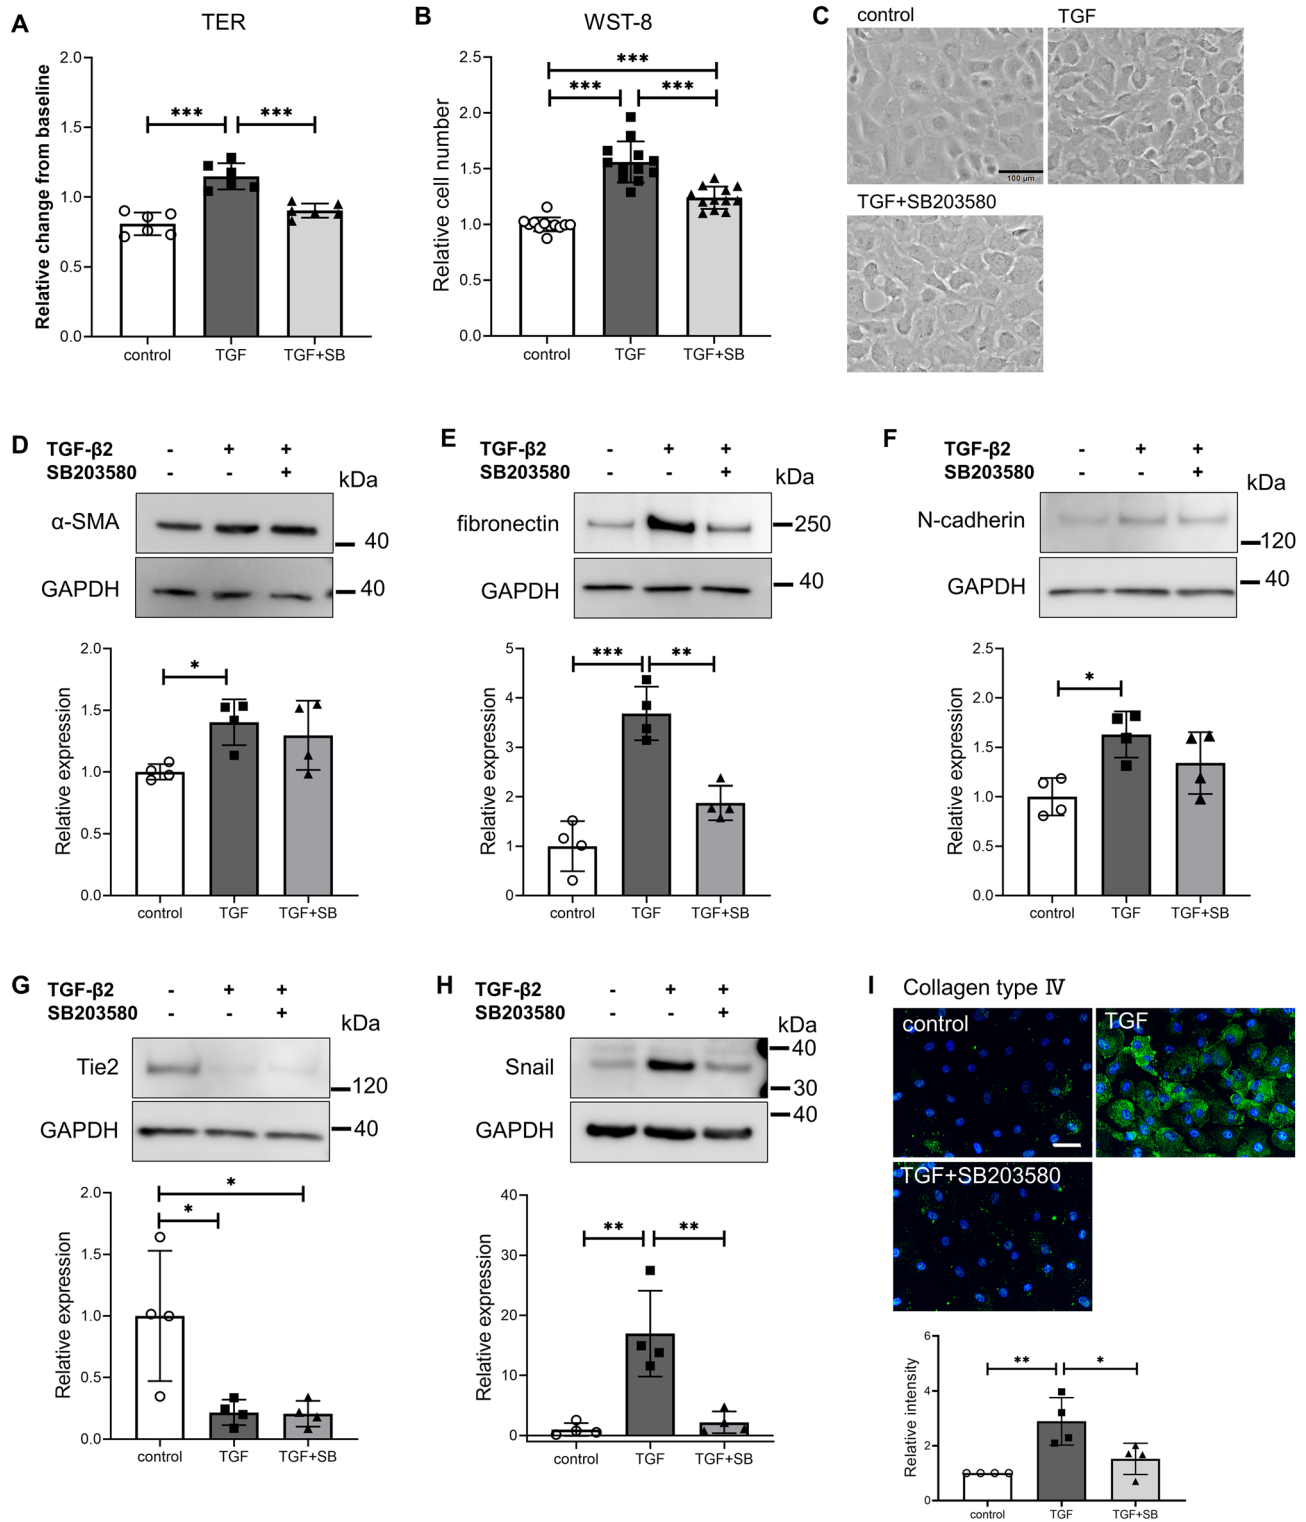 A
TER
Relative change from baseline
2.0
1.5
1.0
0.5
0.0
***
***
control
TGF
TGF+SB
B
WST-8
Relative cell number
2.5
2.0
1.5
1.0
0.5
0.0
***
***
***
control
TGF
TGF+SB
C
control
TGF
100 μm
TGF+SB203580
D
TGF-β2 - + +
SB203580 - - +
kDa
α-SMA
40
GAPDH
40
Relative expression
2.0
1.5
1.0
0.5
0.0
*
control
TGF
TGF+SB
E
TGF-β2 - + +
SB203580 - - +
kDa
fibronectin
250
GAPDH
40
Relative expression
5
4
3
2
1
0
***
**
control
TGF
TGF+SB
F
TGF-β2 - + +
SB203580 - - +
kDa
N-cadherin
120
GAPDH
40
Relative expression
2.5
2.0
1.5
1.0
0.5
0.0
*
control
TGF
TGF+SB
G
TGF-β2 - + +
SB203580 - - +
kDa
Tie2
120
GAPDH
40
Relative expression
2.0
1.5
1.0
0.5
0.0
*
*
control
TGF
TGF+SB
H
TGF-β2 - + +
SB203580 - - +
kDa
Snail
40
30
GAPDH
40
Relative expression
40
30
20
10
0
**
**
control
TGF
TGF+SB
I
Collagen type Ⅳ
control
TGF
TGF+SB203580
Relative intensity
6
4
2
0
**
*
control
TGF
TGF+SB